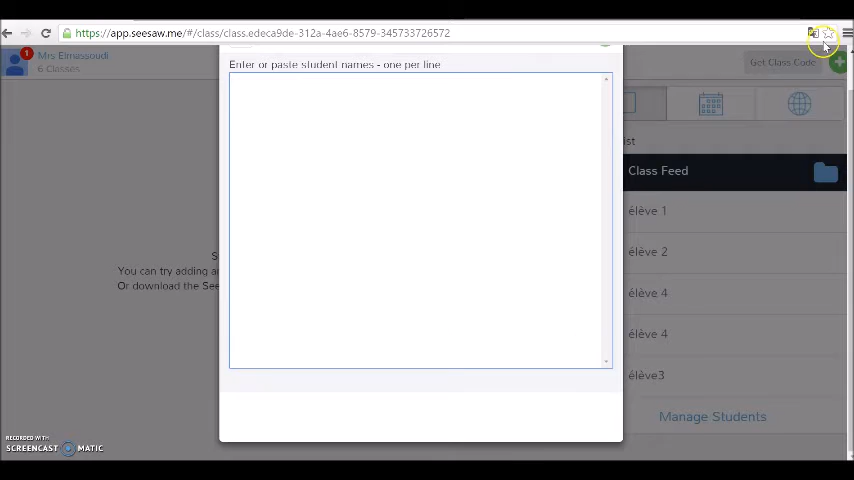 https://app.seesaw.me/#/class/class.edeca9de-312a-4ae6-8579-345733726572
1
Mrs Elmassoudi
6 Classes
Get Class Code
Enter or paste student names - one per line
ist
Class Feed
élève 1
élève 2
élève 4
élève 4
élève3
Manage Students
S
You can try adding a
Or download the See
RECORDED WITH
SCREENCAST MATIC